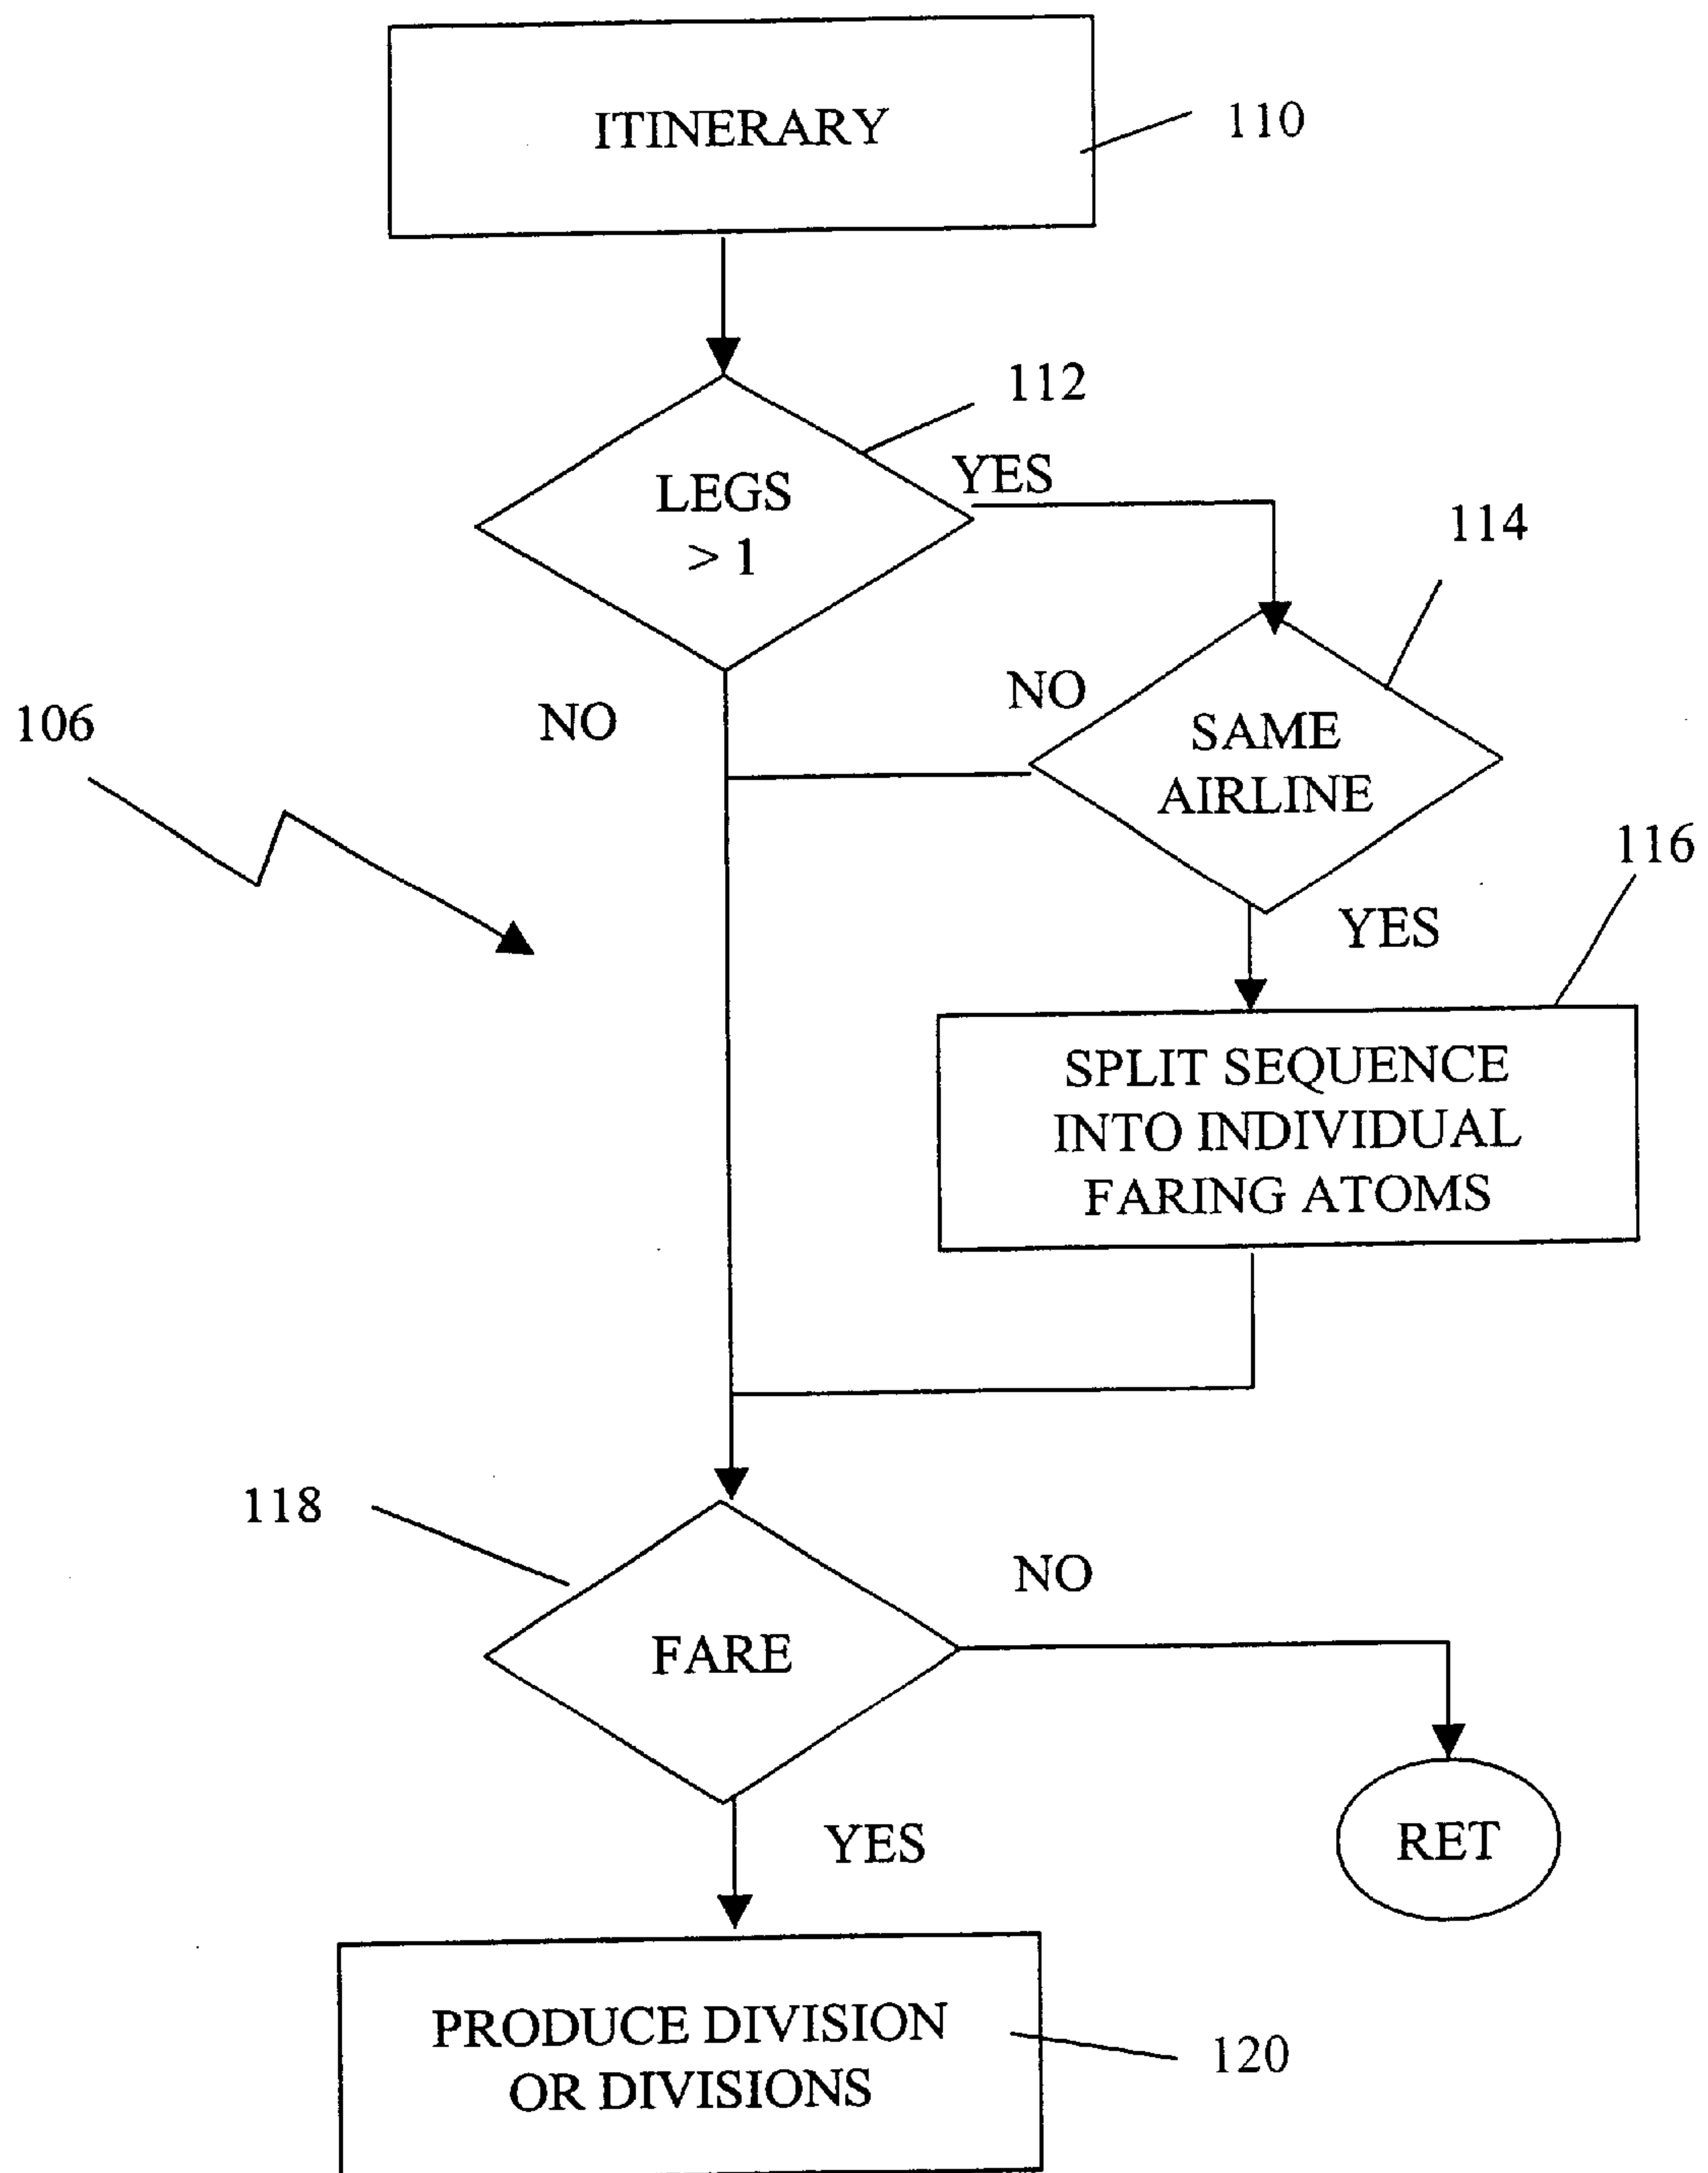 ITINERARY
110
LEGS
> 1
112
YES
114
NO
SAME
AIRLINE
NO
106
116
YES
SPLIT SEQUENCE
INTO INDIVIDUAL
FARING ATOMS
118
FARE
NO
RET
YES
PRODUCE DIVISION
OR DIVISIONS
120